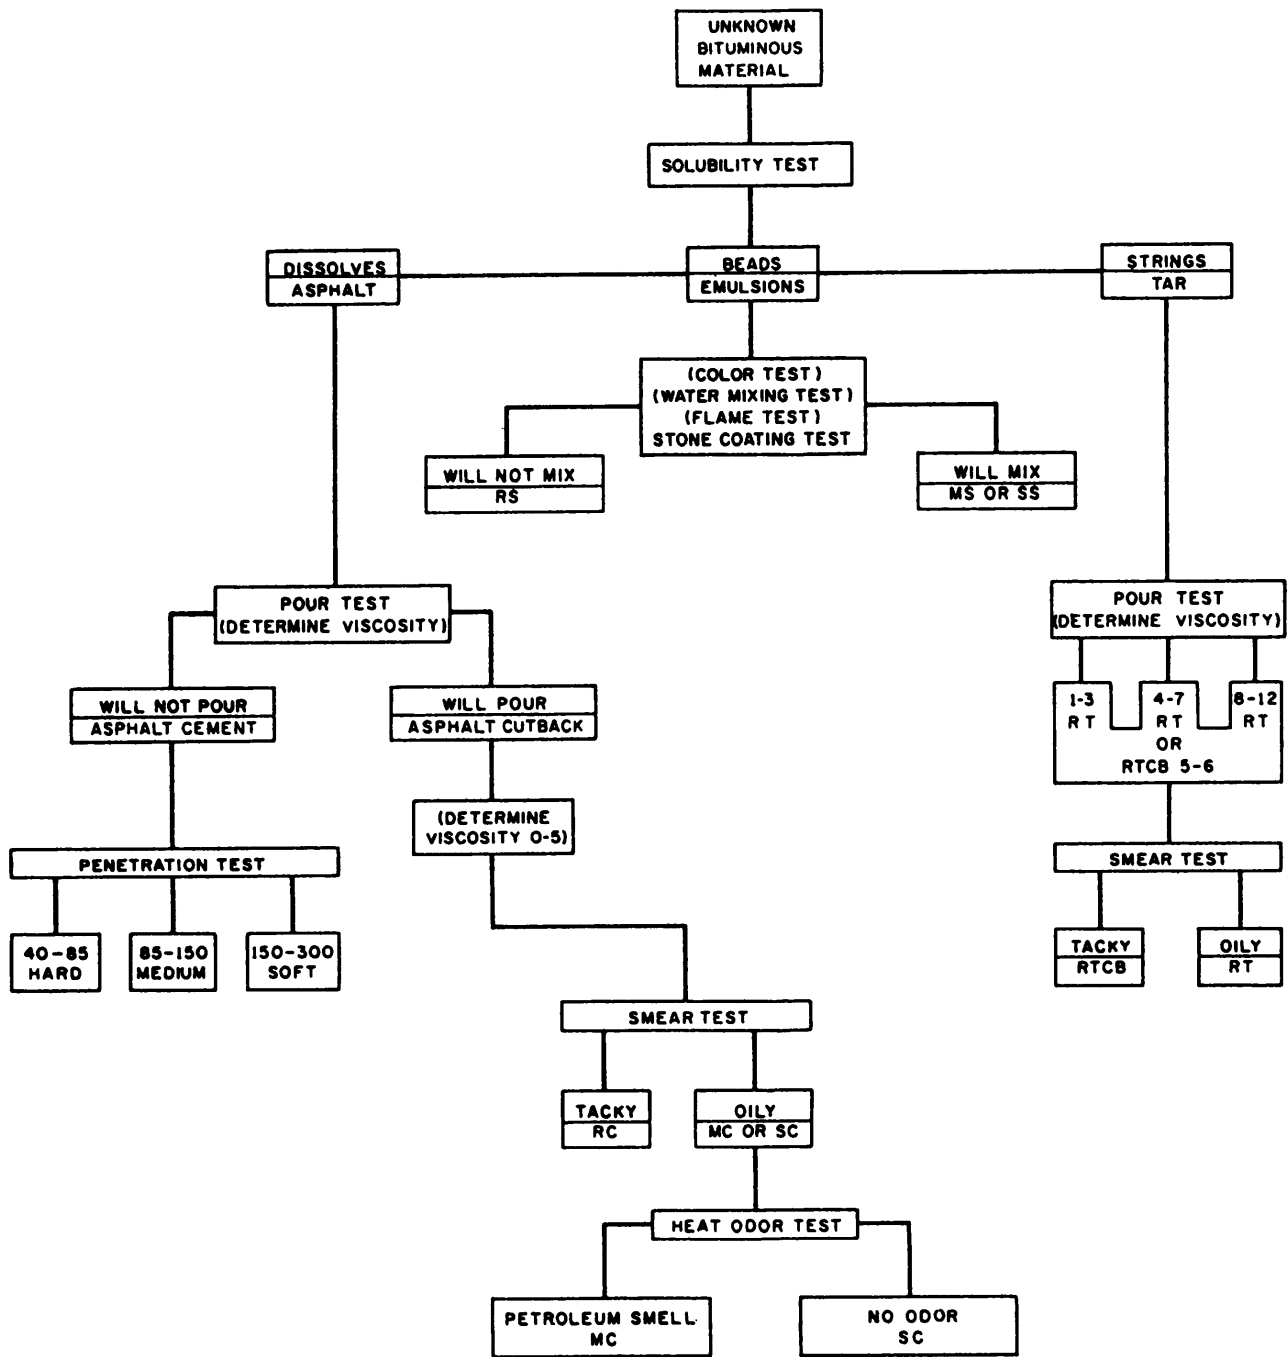 UNKNOWN
BITUMINOUS
MATERIAL
SOLUBILITY TEST
DISSOLVES
ASPHALT
BEADS
EMULSIONS
STRINGS
TAR
(COLOR TEST)
(WATER MIXING TEST)
(FLAME TEST)
STONE COATING TEST
WILL NOT MIX
RS
WILL MIX
MS OR SS
POUR TEST
(DETERMINE VISCOSITY)
WILL NOT POUR
ASPHALT CEMENT
WILL POUR
ASPHALT CUTBACK
(DETERMINE
VISCOSITY 0-5)
PENETRATION TEST
40-85
HARD
85-150
MEDIUM
150-300
SOFT
SMEAR TEST
TACKY
RC
OILY
MC OR SC
HEAT ODOR TEST
PETROLEUM SMELL
MC
NO ODOR
SC
POUR TEST
(DETERMINE VISCOSITY)
1-3
RT
4-7
RT
OR
RTCB 5-6
8-12
RT
SMEAR TEST
TACKY
RTCB
OILY
RT